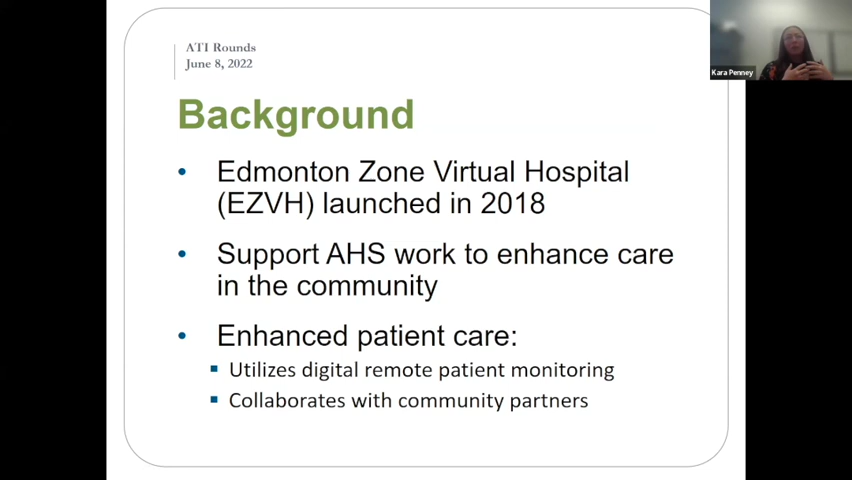 ATI Rounds
June 8, 2022
Kara Penney
Background
• Edmonton Zone Virtual Hospital
(EZVH) launched in 2018
• Support AHS work to enhance care
in the community
• Enhanced patient care:
▪ Utilizes digital remote patient monitoring
▪ Collaborates with community partners